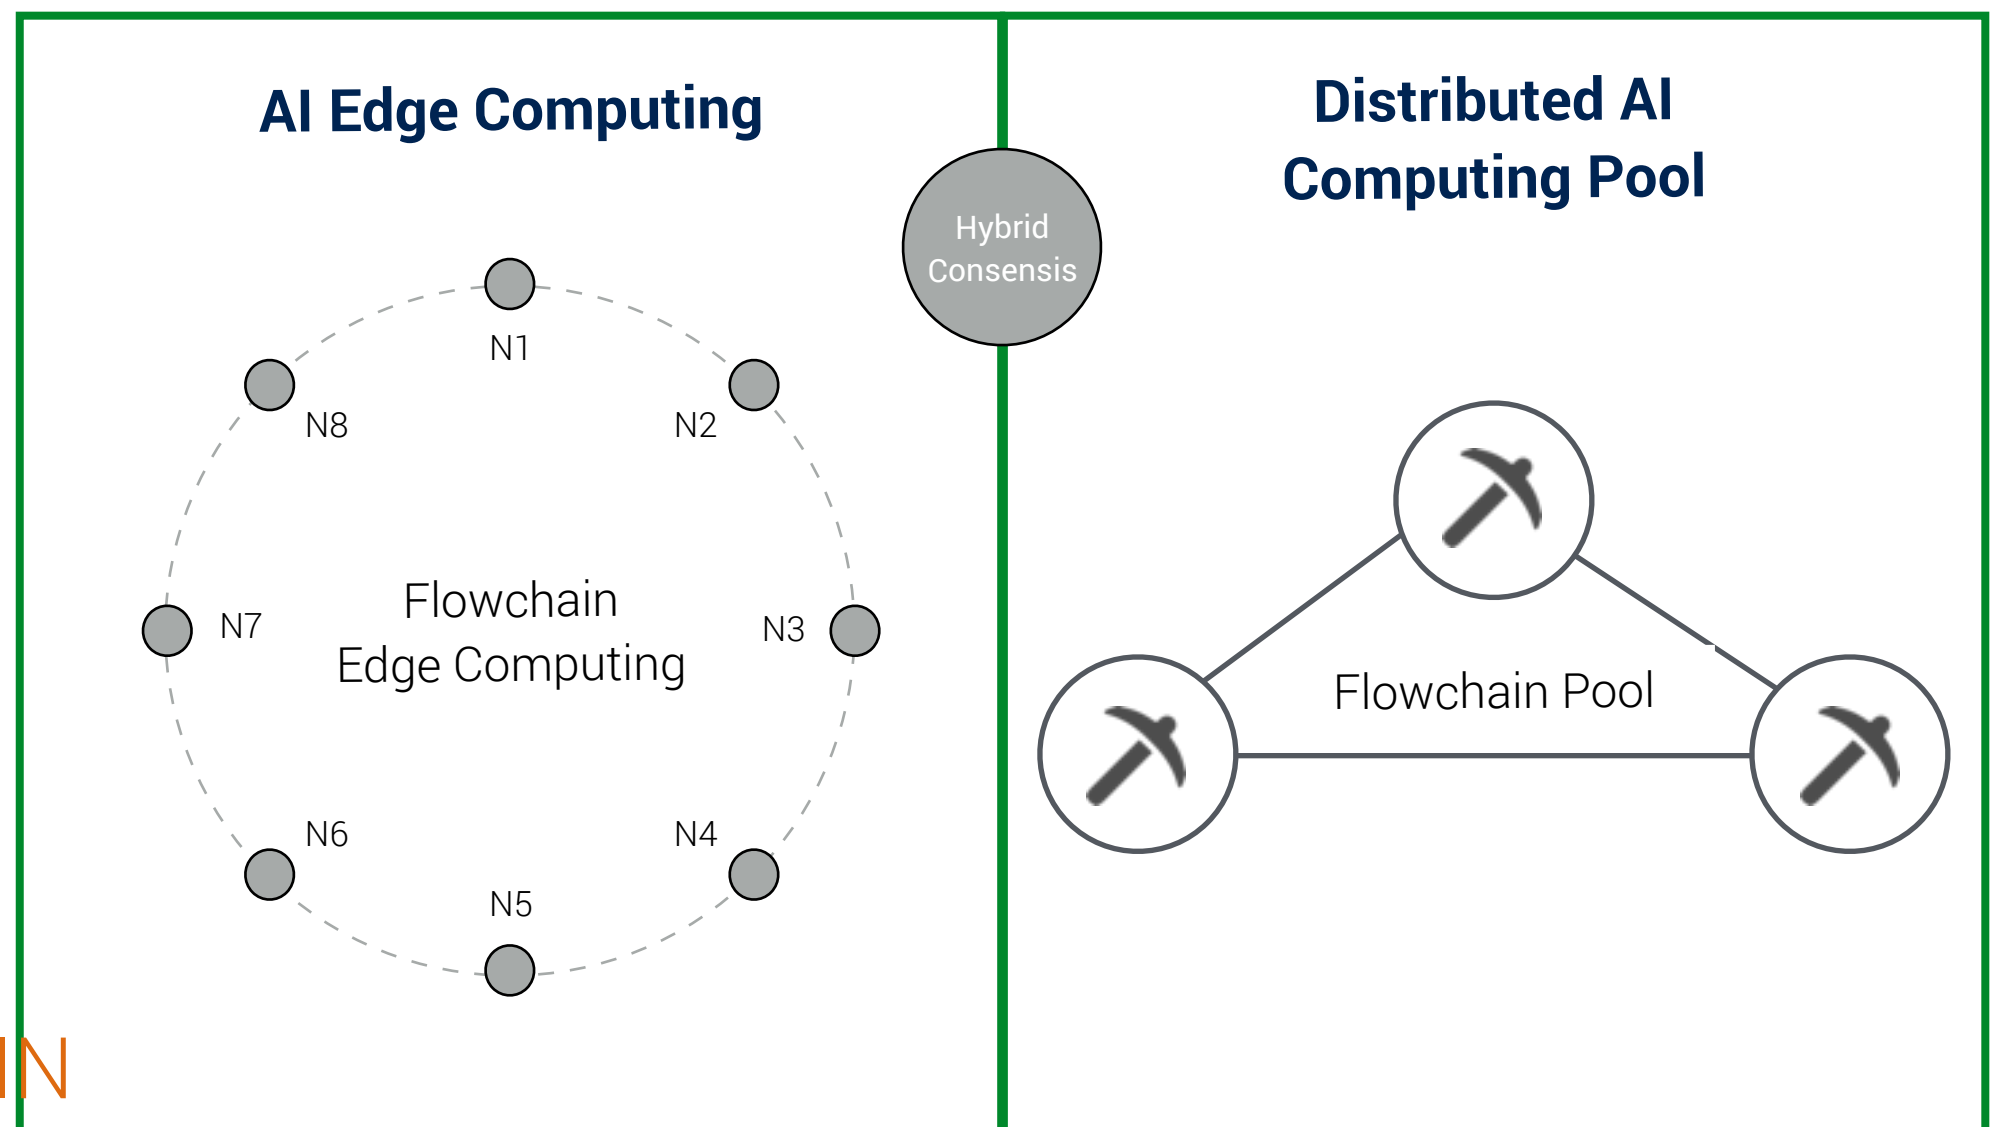 AI Edge Computing
Distributed AI
Computing Pool
Hybrid
Consensis
N1
N8
N2
N7
Flowchain
Edge Computing
N3
N6
N4
N5
Flowchain Pool
IN